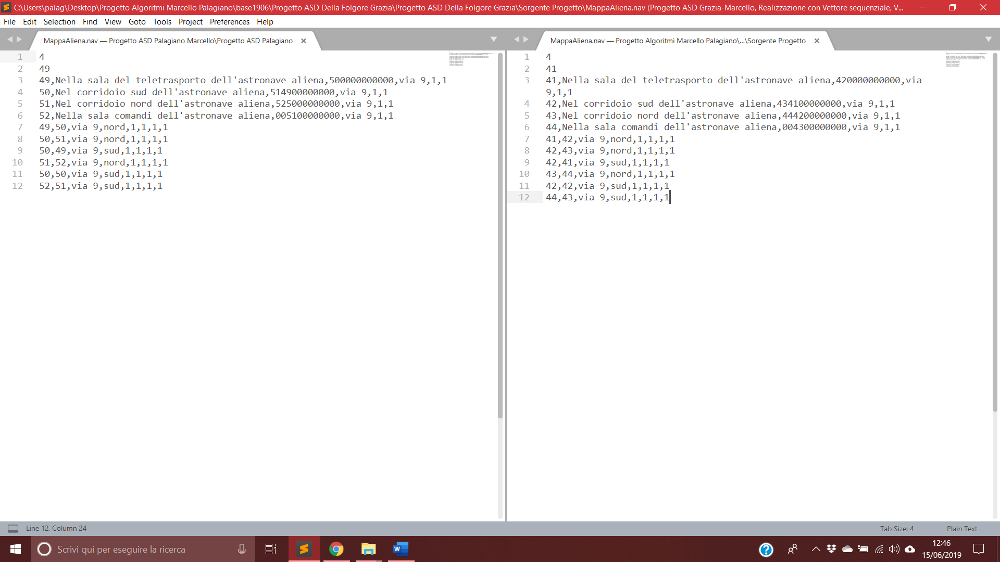 C:\Users\palag\Desktop\Progetto Algoritmi Marcello Palagiano\base1906\Progetto ASD Della Folgore Grazia\Progetto ASD Della Folgore Grazia\Sorgente Progetto\MappaAliena.nav (Progetto ASD Grazia-Marcello, Realizzazione con Vettore sequenziale, V...
File Edit Selection Find View Goto Tools Project Preferences Help
MappaAliena.nav — Progetto ASD Palagiano Marcello\Progetto ASD Palagiano
1 4
2 49
3 49,Nella sala del teletrasporto dell'astronave aliena,500000000000,via 9,1,1
4 50,Nel corridoio sud dell'astronave aliena,514900000000,via 9,1,1
5 51,Nel corridoio nord dell'astronave aliena,525000000000,via 9,1,1
6 52,Nella sala comandi dell'astronave aliena,005100000000,via 9,1,1
7 49,50,via 9,nord,1,1,1,1
8 50,51,via 9,nord,1,1,1,1
9 50,49,via 9,sud,1,1,1,1
10 51,52,via 9,nord,1,1,1,1
11 50,50,via 9,sud,1,1,1,1
12 52,51,via 9,sud,1,1,1,1
MappaAliena.nav — Progetto Algoritmi Marcello Palagiano\...\Sorgente Progetto
1 4
2 41
3 41,Nella sala del teletrasporto dell'astronave aliena,420000000000,via
9,1,1
4 42,Nel corridoio sud dell'astronave aliena,434100000000,via 9,1,1
5 43,Nel corridoio nord dell'astronave aliena,444200000000,via 9,1,1
6 44,Nella sala comandi dell'astronave aliena,004300000000,via 9,1,1
7 41,42,via 9,nord,1,1,1,1
8 42,43,via 9,nord,1,1,1,1
9 42,41,via 9,sud,1,1,1,1
10 43,44,via 9,nord,1,1,1,1
11 42,42,via 9,sud,1,1,1,1
12 44,43,via 9,sud,1,1,1,1
Line 12, Column 24
Tab Size: 4
Plain Text
Scrivi qui per eseguire la ricerca
12:46
15/06/2019